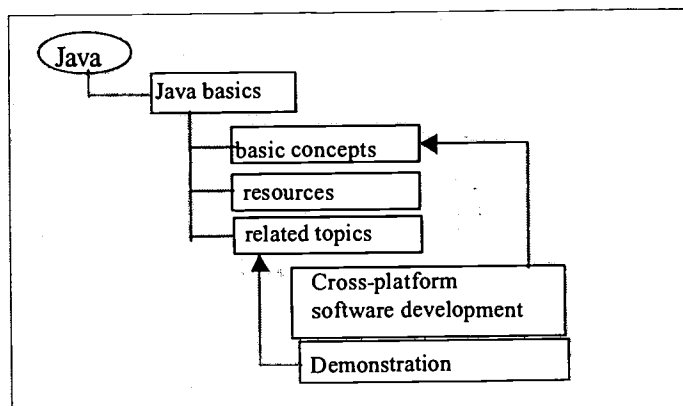 Java
Java basics
basic concepts
resources
related topics
Cross-platform
software development
Demonstration